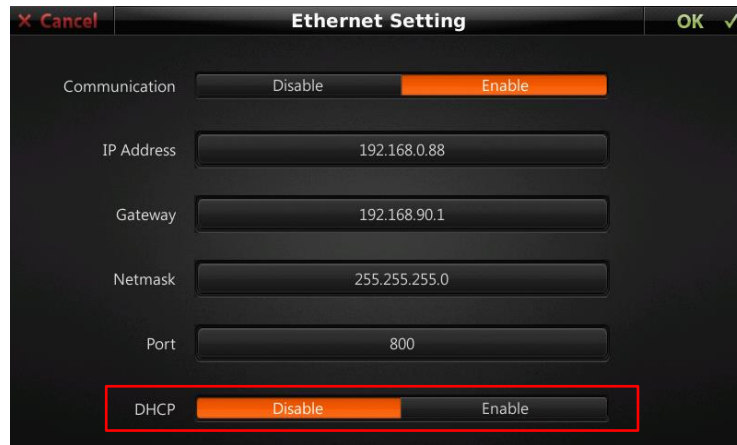 × Cancel Ethernet Setting OK ✓
Communication Disable Enable
IP Address 192.168.0.88
Gateway 192.168.90.1
Netmask 255.255.255.0
Port 800
DHCP Disable Enable